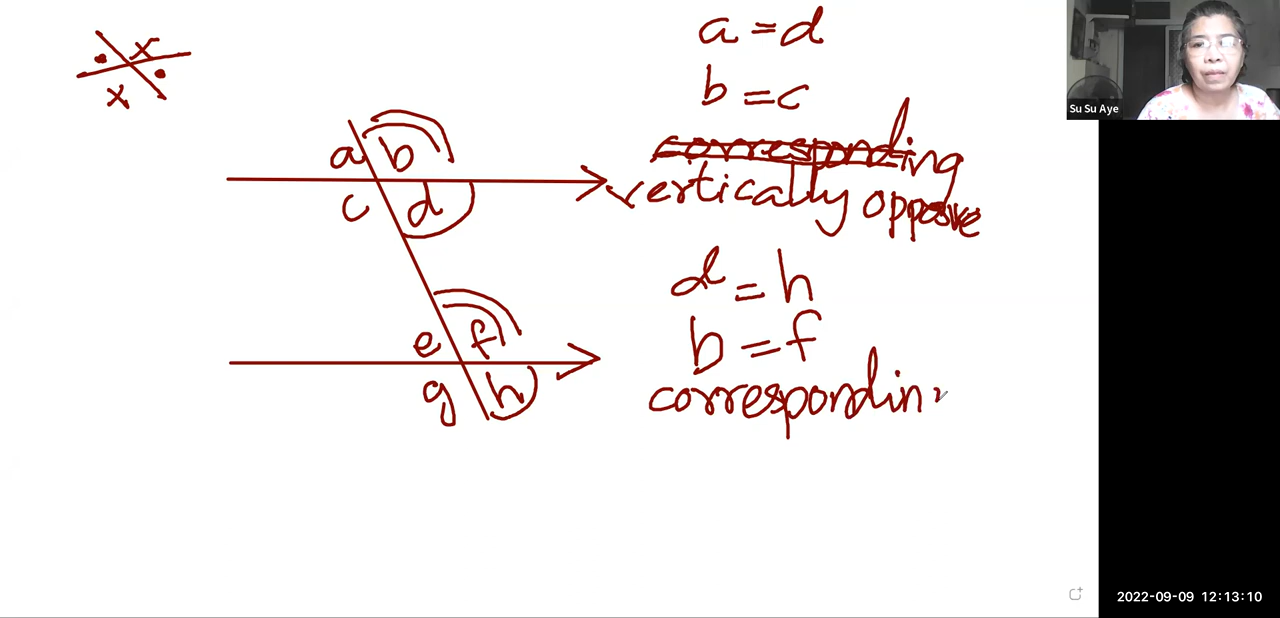 x
x
a = d
b = c
corresponding
vertically opposite
a b
c d
d = h
b = f
e f
g h
correspondin
Su Su Aye
2022-09-09 12:13:10